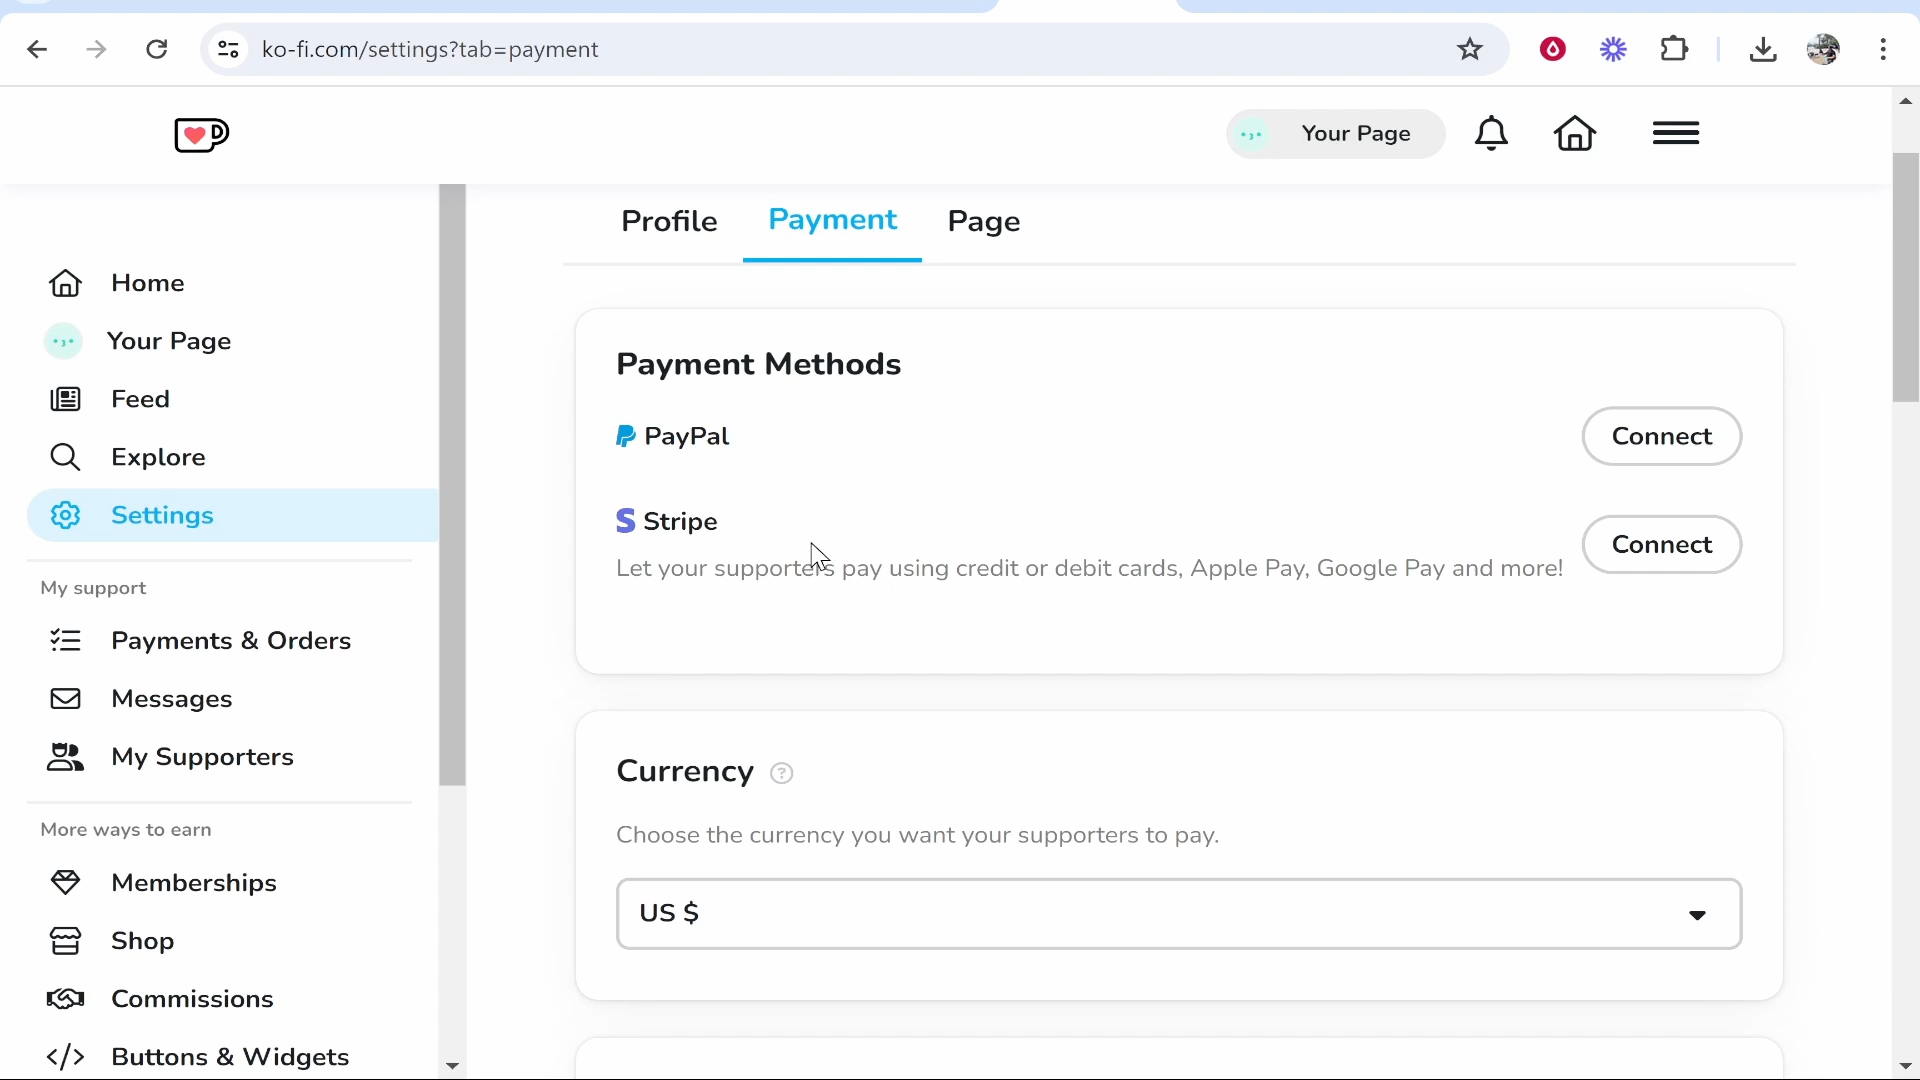 ko-fi.com/settings?tab=payment
Your Page
Profile
Payment
Page
Home
Your Page
Feed
Explore
Settings
My support
Payments & Orders
Messages
My Supporters
More ways to earn
Memberships
Shop
Commissions
Buttons & Widgets
Payment Methods
PayPal
Connect
Stripe
Let your supporters pay using credit or debit cards, Apple Pay, Google Pay and more!
Connect
Currency ?
Choose the currency you want your supporters to pay.
US $